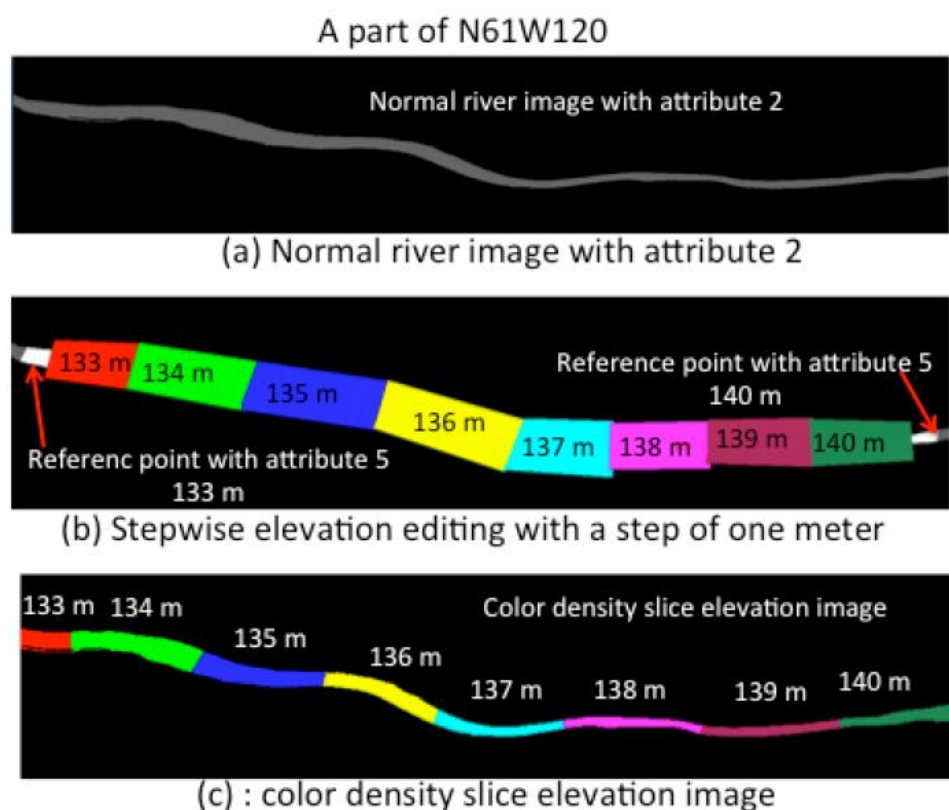 A part of N61W120
Normal river image with attribute 2
(a) Normal river image with attribute 2
133 m 134 m 135 m 136 m 137 m 138 m 139 m 140 m
Reference point with attribute 5
140 m
Referenc point with attribute 5
133 m
(b) Stepwise elevation editing with a step of one meter
Color density slice elevation image
133 m 134 m 135 m 136 m 137 m 138 m 139 m 140 m
(c) : color density slice elevation image